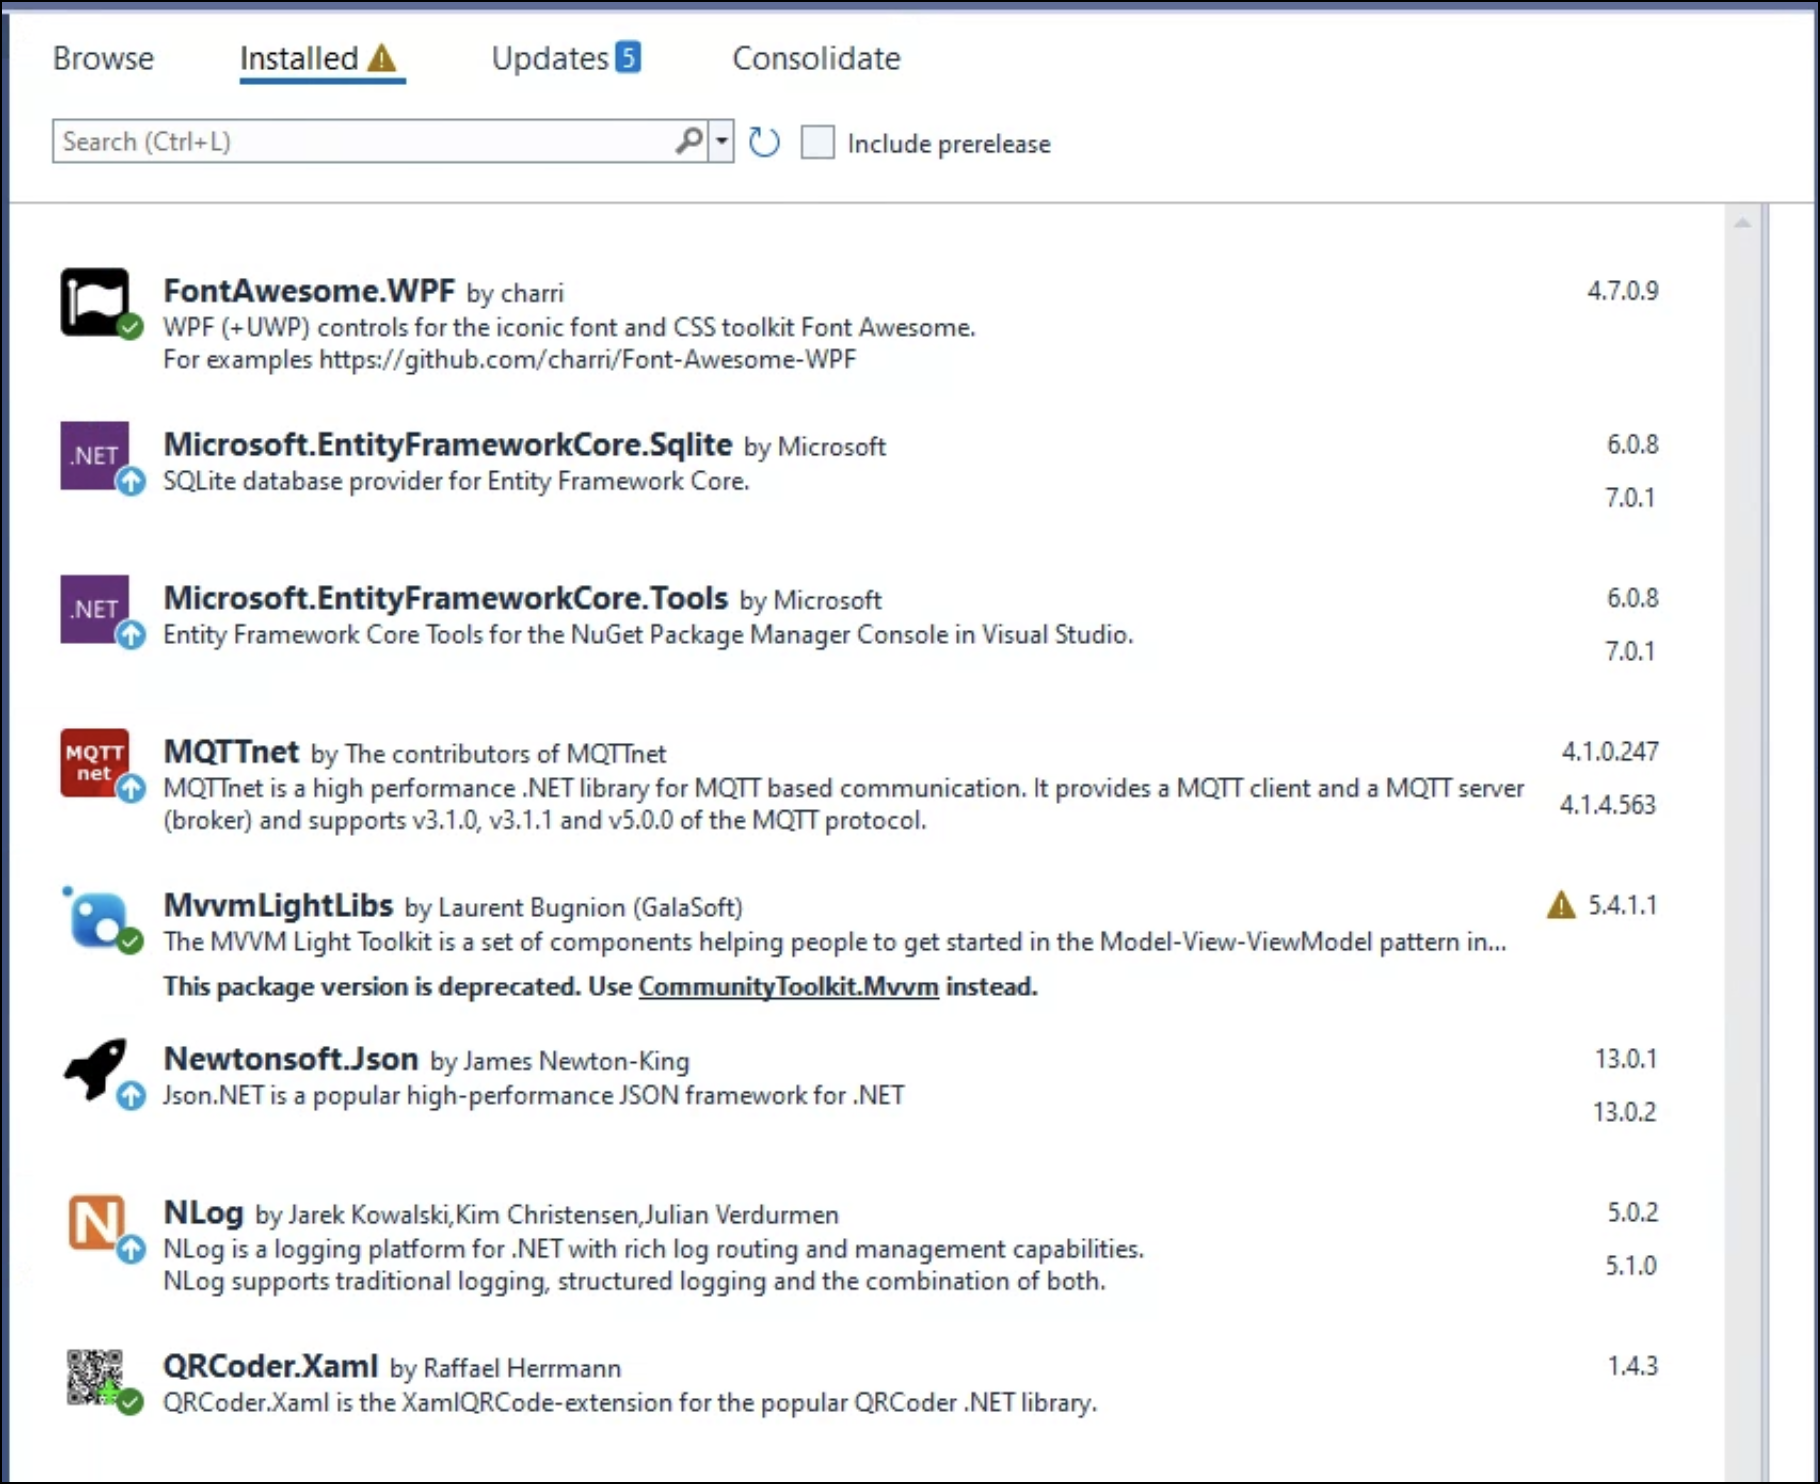 Browse Installed Updates 5 Consolidate
Search (Ctrl+L) Include prerelease
FontAwesome.WPF by charri 4.7.0.9
WPF (+UWP) controls for the iconic font and CSS toolkit Font Awesome.
For examples https://github.com/charri/Font-Awesome-WPF
.NET Microsoft.EntityFrameworkCore.Sqlite by Microsoft 6.0.8
SQLite database provider for Entity Framework Core.
7.0.1
.NET Microsoft.EntityFrameworkCore.Tools by Microsoft 6.0.8
Entity Framework Core Tools for the NuGet Package Manager Console in Visual Studio.
7.0.1
MQTT
net
MQTTnet by The contributors of MQTTnet 4.1.0.247
MQTTnet is a high performance .NET library for MQTT based communication. It provides a MQTT client and a MQTT server
4.1.4.563
(broker) and supports v3.1.0, v3.1.1 and v5.0.0 of the MQTT protocol.
MvvmLightLibs by Laurent Bugnion (GalaSoft) 5.4.1.1
The MVVM Light Toolkit is a set of components helping people to get started in the Model-View-ViewModel pattern in...
This package version is deprecated. Use CommunityToolkit.Mvvm instead.
Newtonsoft.Json by James Newton-King 13.0.1
Json.NET is a popular high-performance JSON framework for .NET
13.0.2
N NLog by Jarek Kowalski,Kim Christensen,Julian Verdurmen 5.0.2
NLog is a logging platform for .NET with rich log routing and management capabilities.
5.1.0
NLog supports traditional logging, structured logging and the combination of both.
QRCoder.Xaml by Raffael Herrmann 1.4.3
QRCoder.Xaml is the XamlQRCode-extension for the popular QRCoder .NET library.